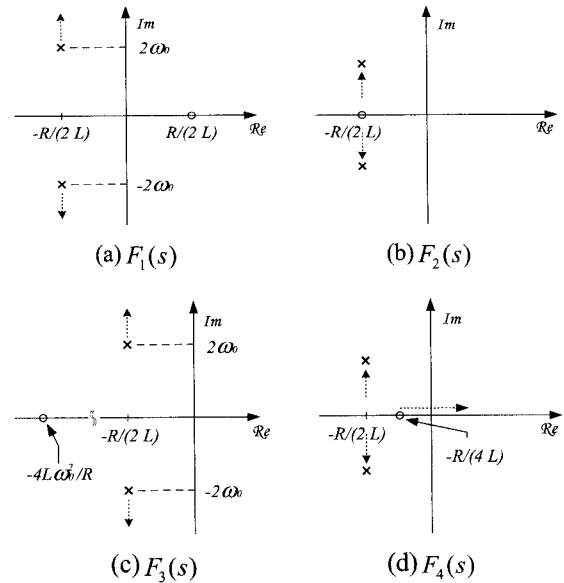 Im
2ω₀
-R/(2 L)
R/(2 L)
Re
-2ω₀
(a) F₁(s)
Im
-R/(2 L)
Re
(b) F₂(s)
Im
2ω₀
-R/(2 L)
Re
-4Lω₀²/R
-2ω₀
(c) F₃(s)
Im
-R/(2 L)
Re
-R/(4 L)
(d) F₄(s)